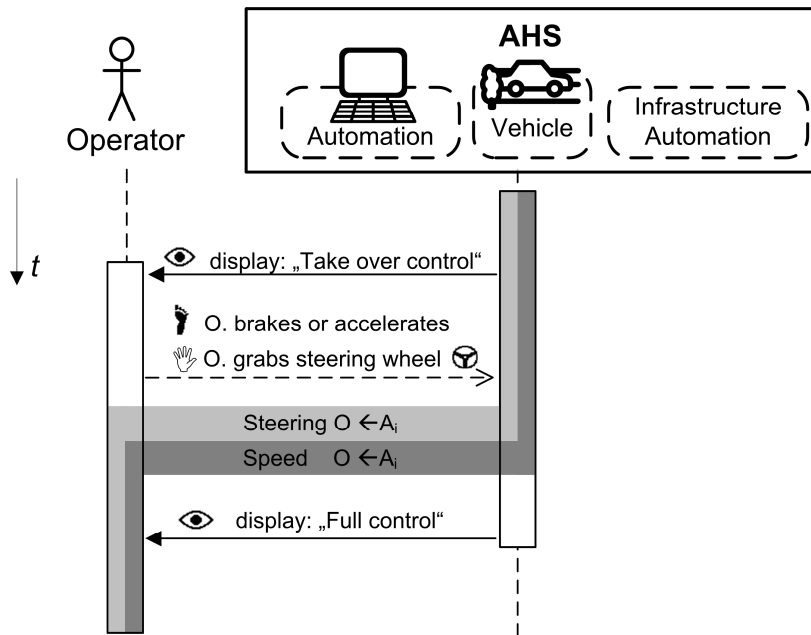 AHS
Operator
Automation
Vehicle
Infrastructure
Automation
t
display: „Take over control“
O. brakes or accelerates
O. grabs steering wheel
Steering O ←Ai
Speed O ←Ai
display: „Full control“